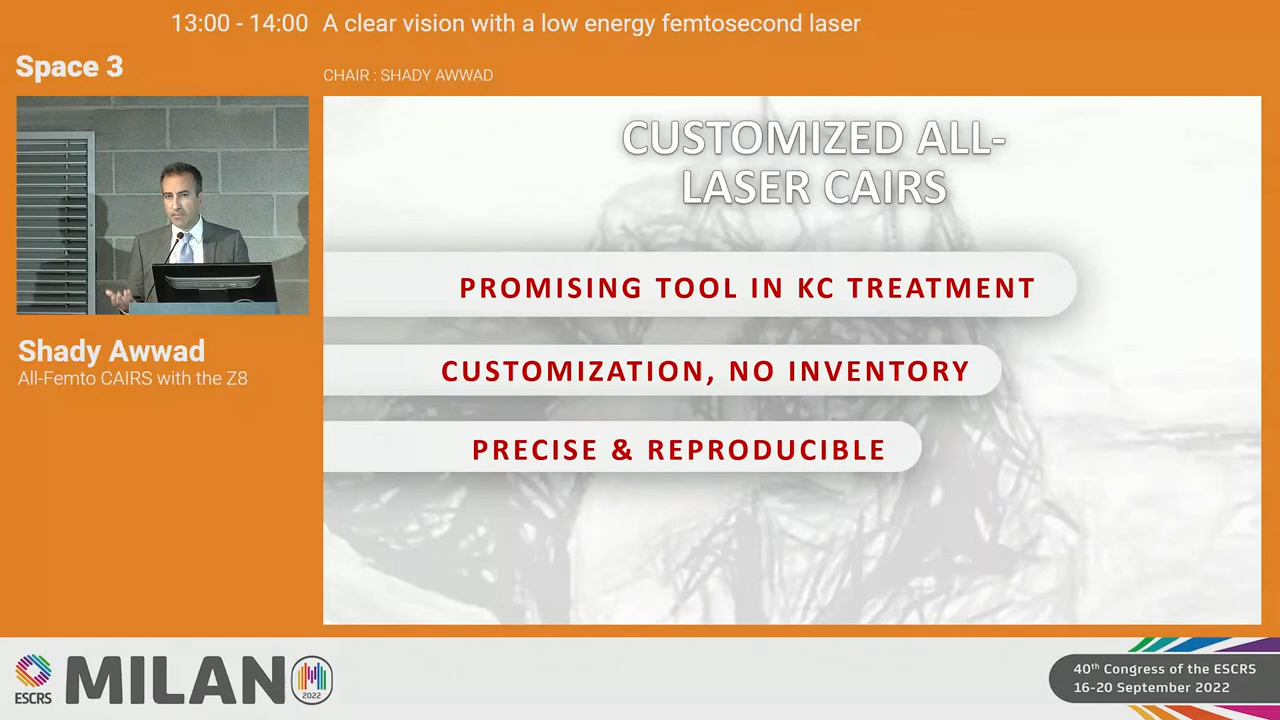 13:00 - 14:00 A clear vision with a low energy femtosecond laser
Space 3
CHAIR : SHADY AWWAD
CUSTOMIZED ALL-
LASER CAIRS
PROMISING TOOL IN KC TREATMENT
CUSTOMIZATION, NO INVENTORY
PRECISE & REPRODUCIBLE
Shady Awwad
All-Femto CAIRS with the Z8
ESCRS
MILANO
2022
40th Congress of the ESCRS
16-20 September 2022